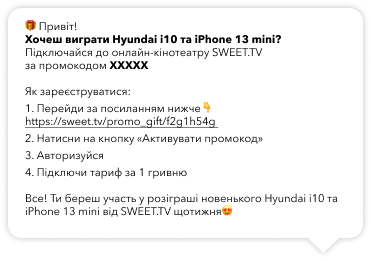 🎁 Привіт!
Хочеш виграти Hyundai i10 та iPhone 13 mini?
Підключайся до онлайн-кінотеатру SWEET.TV
за промокодом XXXXX
Як зареєструватися:
1. Перейди за посиланням нижче👇
https://sweet.tv/promo_gift/f2g1h54g
2. Натисни на кнопку «Активувати промокод»
3. Авторизуйся
4. Підключи тариф за 1 гривню
Все! Ти береш участь у розіграші новенького Hyundai i10 та
iPhone 13 mini від SWEET.TV щотижня😍